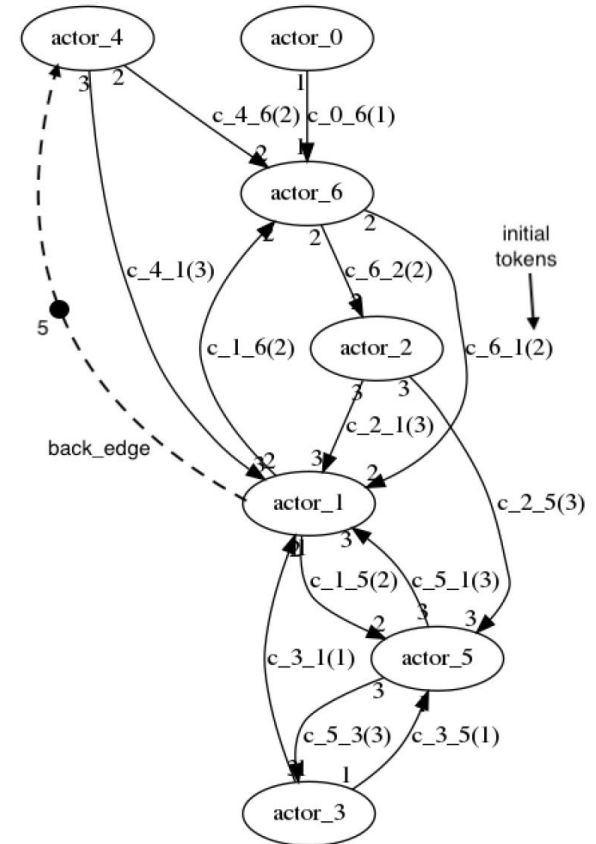 actor_4
actor_0
3
2
1
c_4_6(2)
c_0_6(1)
2
1
actor_6
2
2
2
initial
tokens
c_4_1(3)
c_6_2(2)
5
c_1_6(2)
actor_2
c_6_1(2)
3
3
c_2_1(3)
back_edge
3
2
3
2
actor_1
c_2_5(3)
3
c_1_5(2)
c_5_1(3)
2
3
3
c_3_1(1)
actor_5
3
c_5_3(3)
c_3_5(1)
1
actor_3